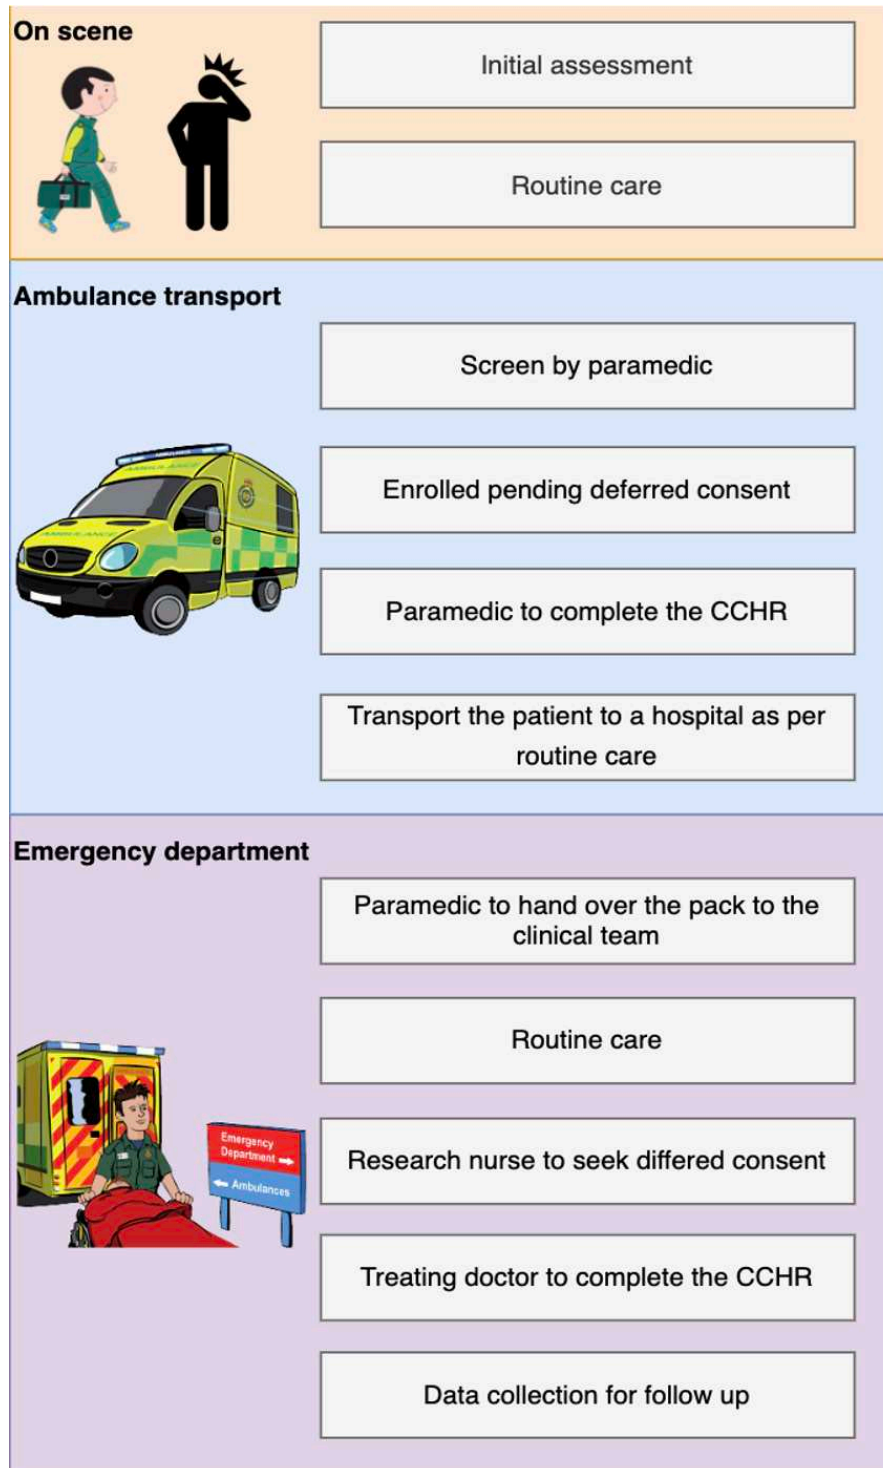 On scene
Initial assessment
Routine care
Ambulance transport
Screen by paramedic
Enrolled pending deferred consent
Paramedic to complete the CCHR
Transport the patient to a hospital as per
routine care
AMBULANCE
Emergency department
Paramedic to hand over the pack to the
clinical team
Routine care
Research nurse to seek differed consent
Emergency
Department →
← Ambulances
Treating doctor to complete the CCHR
Data collection for follow up